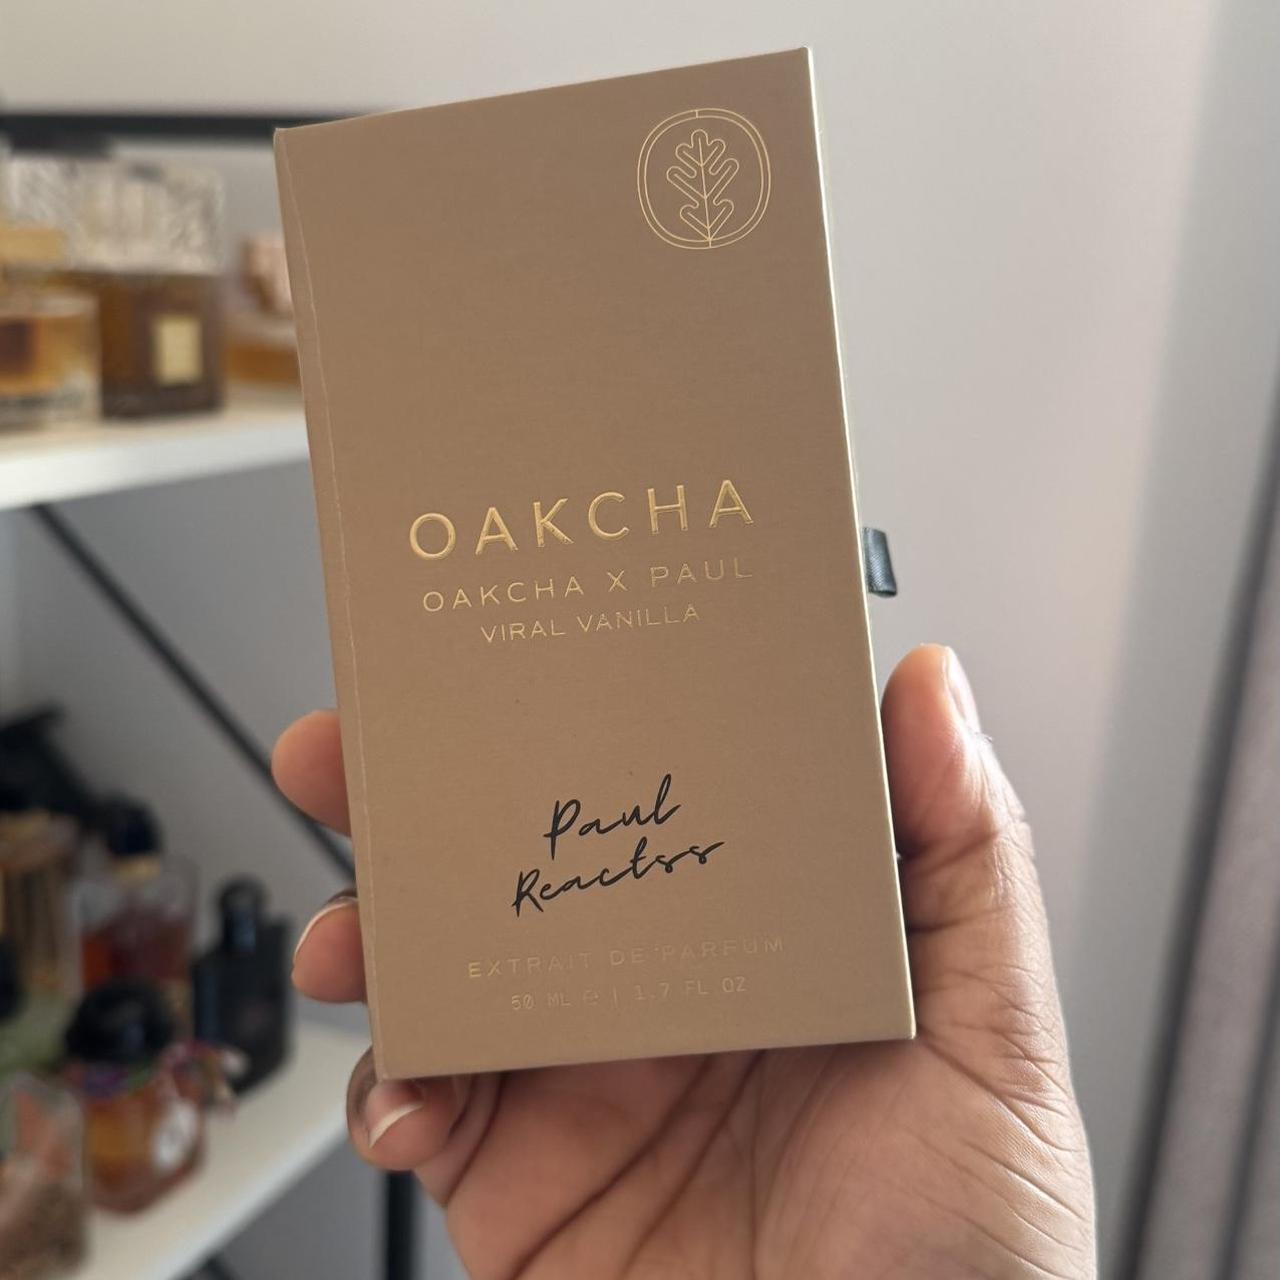 OAKCHA
OAKCHA X PAUL
VIRAL VANILLA
Paul
Reactss
EXTRAIT DE PARFUM
50 ML ℮ | 1.7 FL OZ